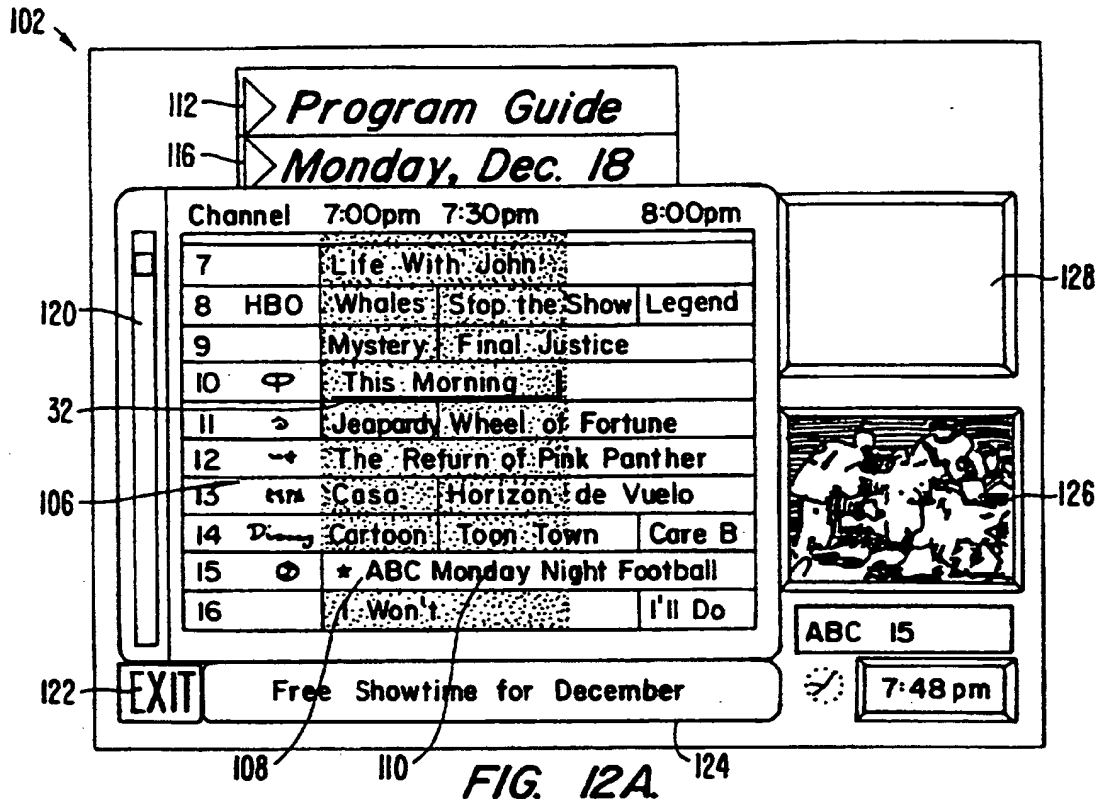 102
112 Program Guide
116 Monday, Dec. 18
Channel 7:00pm 7:30pm 8:00pm
7 Life With John
128
8 HBO Whales Stop the Show Legend
120
9 Mystery Final Justice
10 This Morning
32
11 Jeapardy Wheel of Fortune
12 The Return of Pink Panther
106
13 Casa Horizon de Vuelo
126
14 Disney Cartoon Toon Town Care B
15 ★ ABC Monday Night Football
16 I Won't I'll Do
ABC 15
122 EXIT Free Showtime for December
7:48 pm
108 110 124
FIG. 12A.